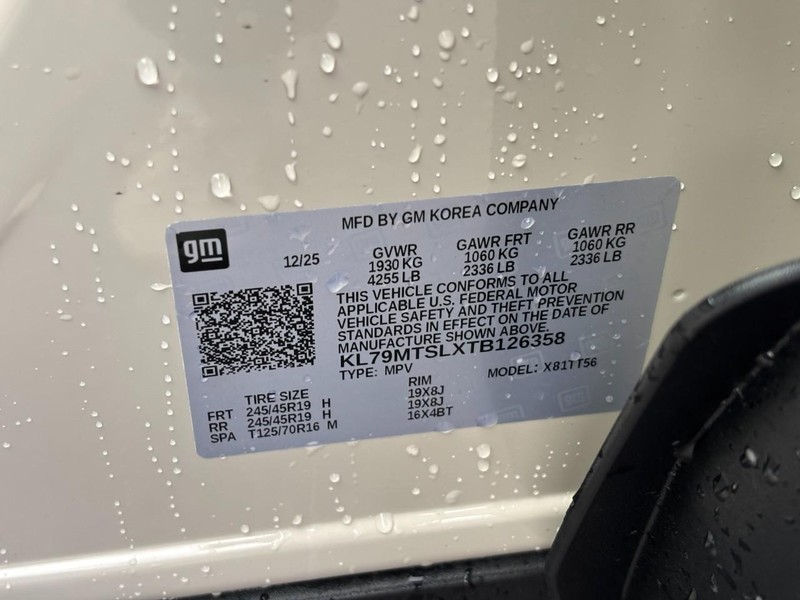 MFD BY GM KOREA COMPANY
gm
12/25
GVWR
1930 KG
4255 LB
GAWR FRT
1060 KG
2336 LB
GAWR RR
1060 KG
2336 LB
THIS VEHICLE CONFORMS TO ALL
APPLICABLE U.S. FEDERAL MOTOR
VEHICLE SAFETY AND THEFT PREVENTION
STANDARDS IN EFFECT ON THE DATE OF
MANUFACTURE SHOWN ABOVE.
KL79MTSLXTB126358
TYPE: MPV MODEL: X81TT56
TIRE SIZE RIM
FRT 245/45R19 H 19X8J
RR 245/45R19 H 19X8J
SPA T125/70R16 M 16X4BT